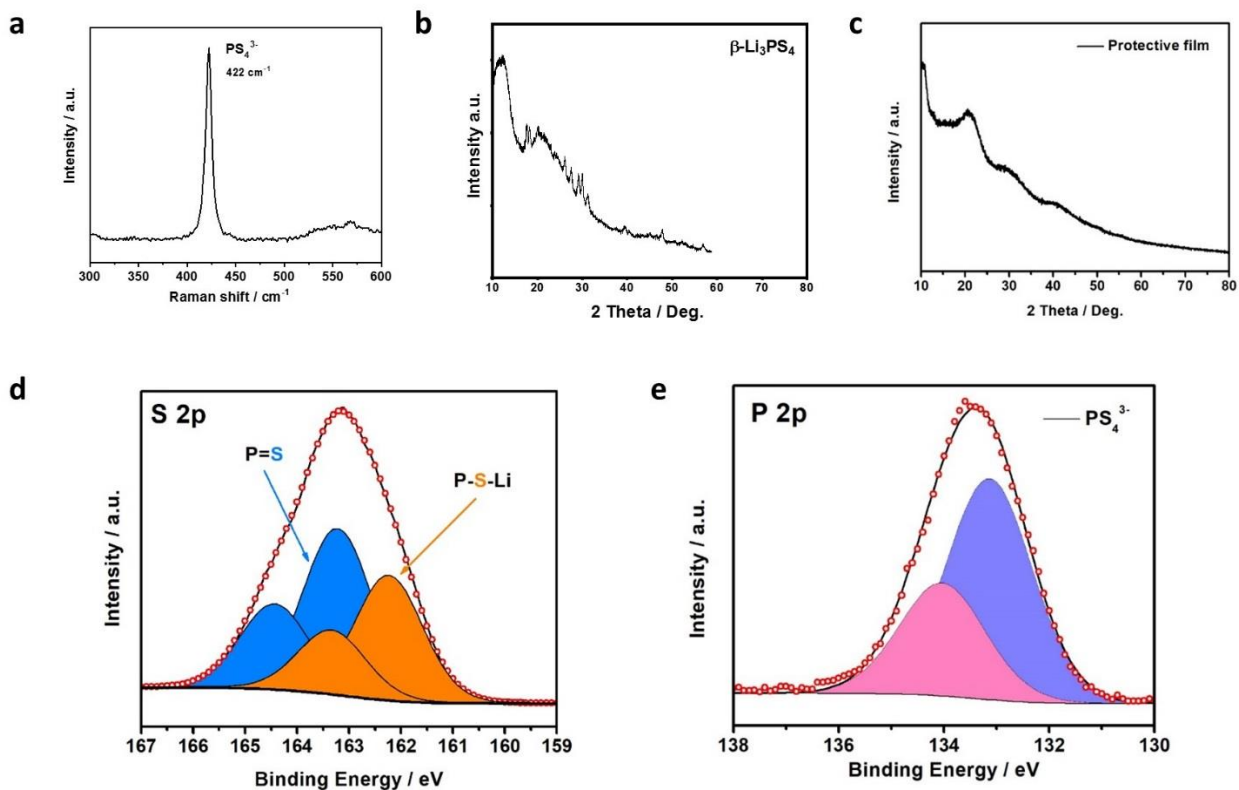 a
PS₄³⁻
422 cm⁻¹
Intensity / a.u.
300 350 400 450 500 550 600
Raman shift / cm⁻¹
b
β-Li₃PS₄
Intensity a.u.
10 20 30 40 50 60 70 80
2 Theta / Deg.
c
Protective film
Intensity / a.u.
10 20 30 40 50 60 70 80
2 Theta / Deg.
d
S 2p
P=S
P-S-Li
Intensity / a.u.
167 166 165 164 163 162 161 160 159
Binding Energy / eV
e
P 2p
PS₄³⁻
Intensity / a.u.
138 136 134 132 130
Binding Energy / eV